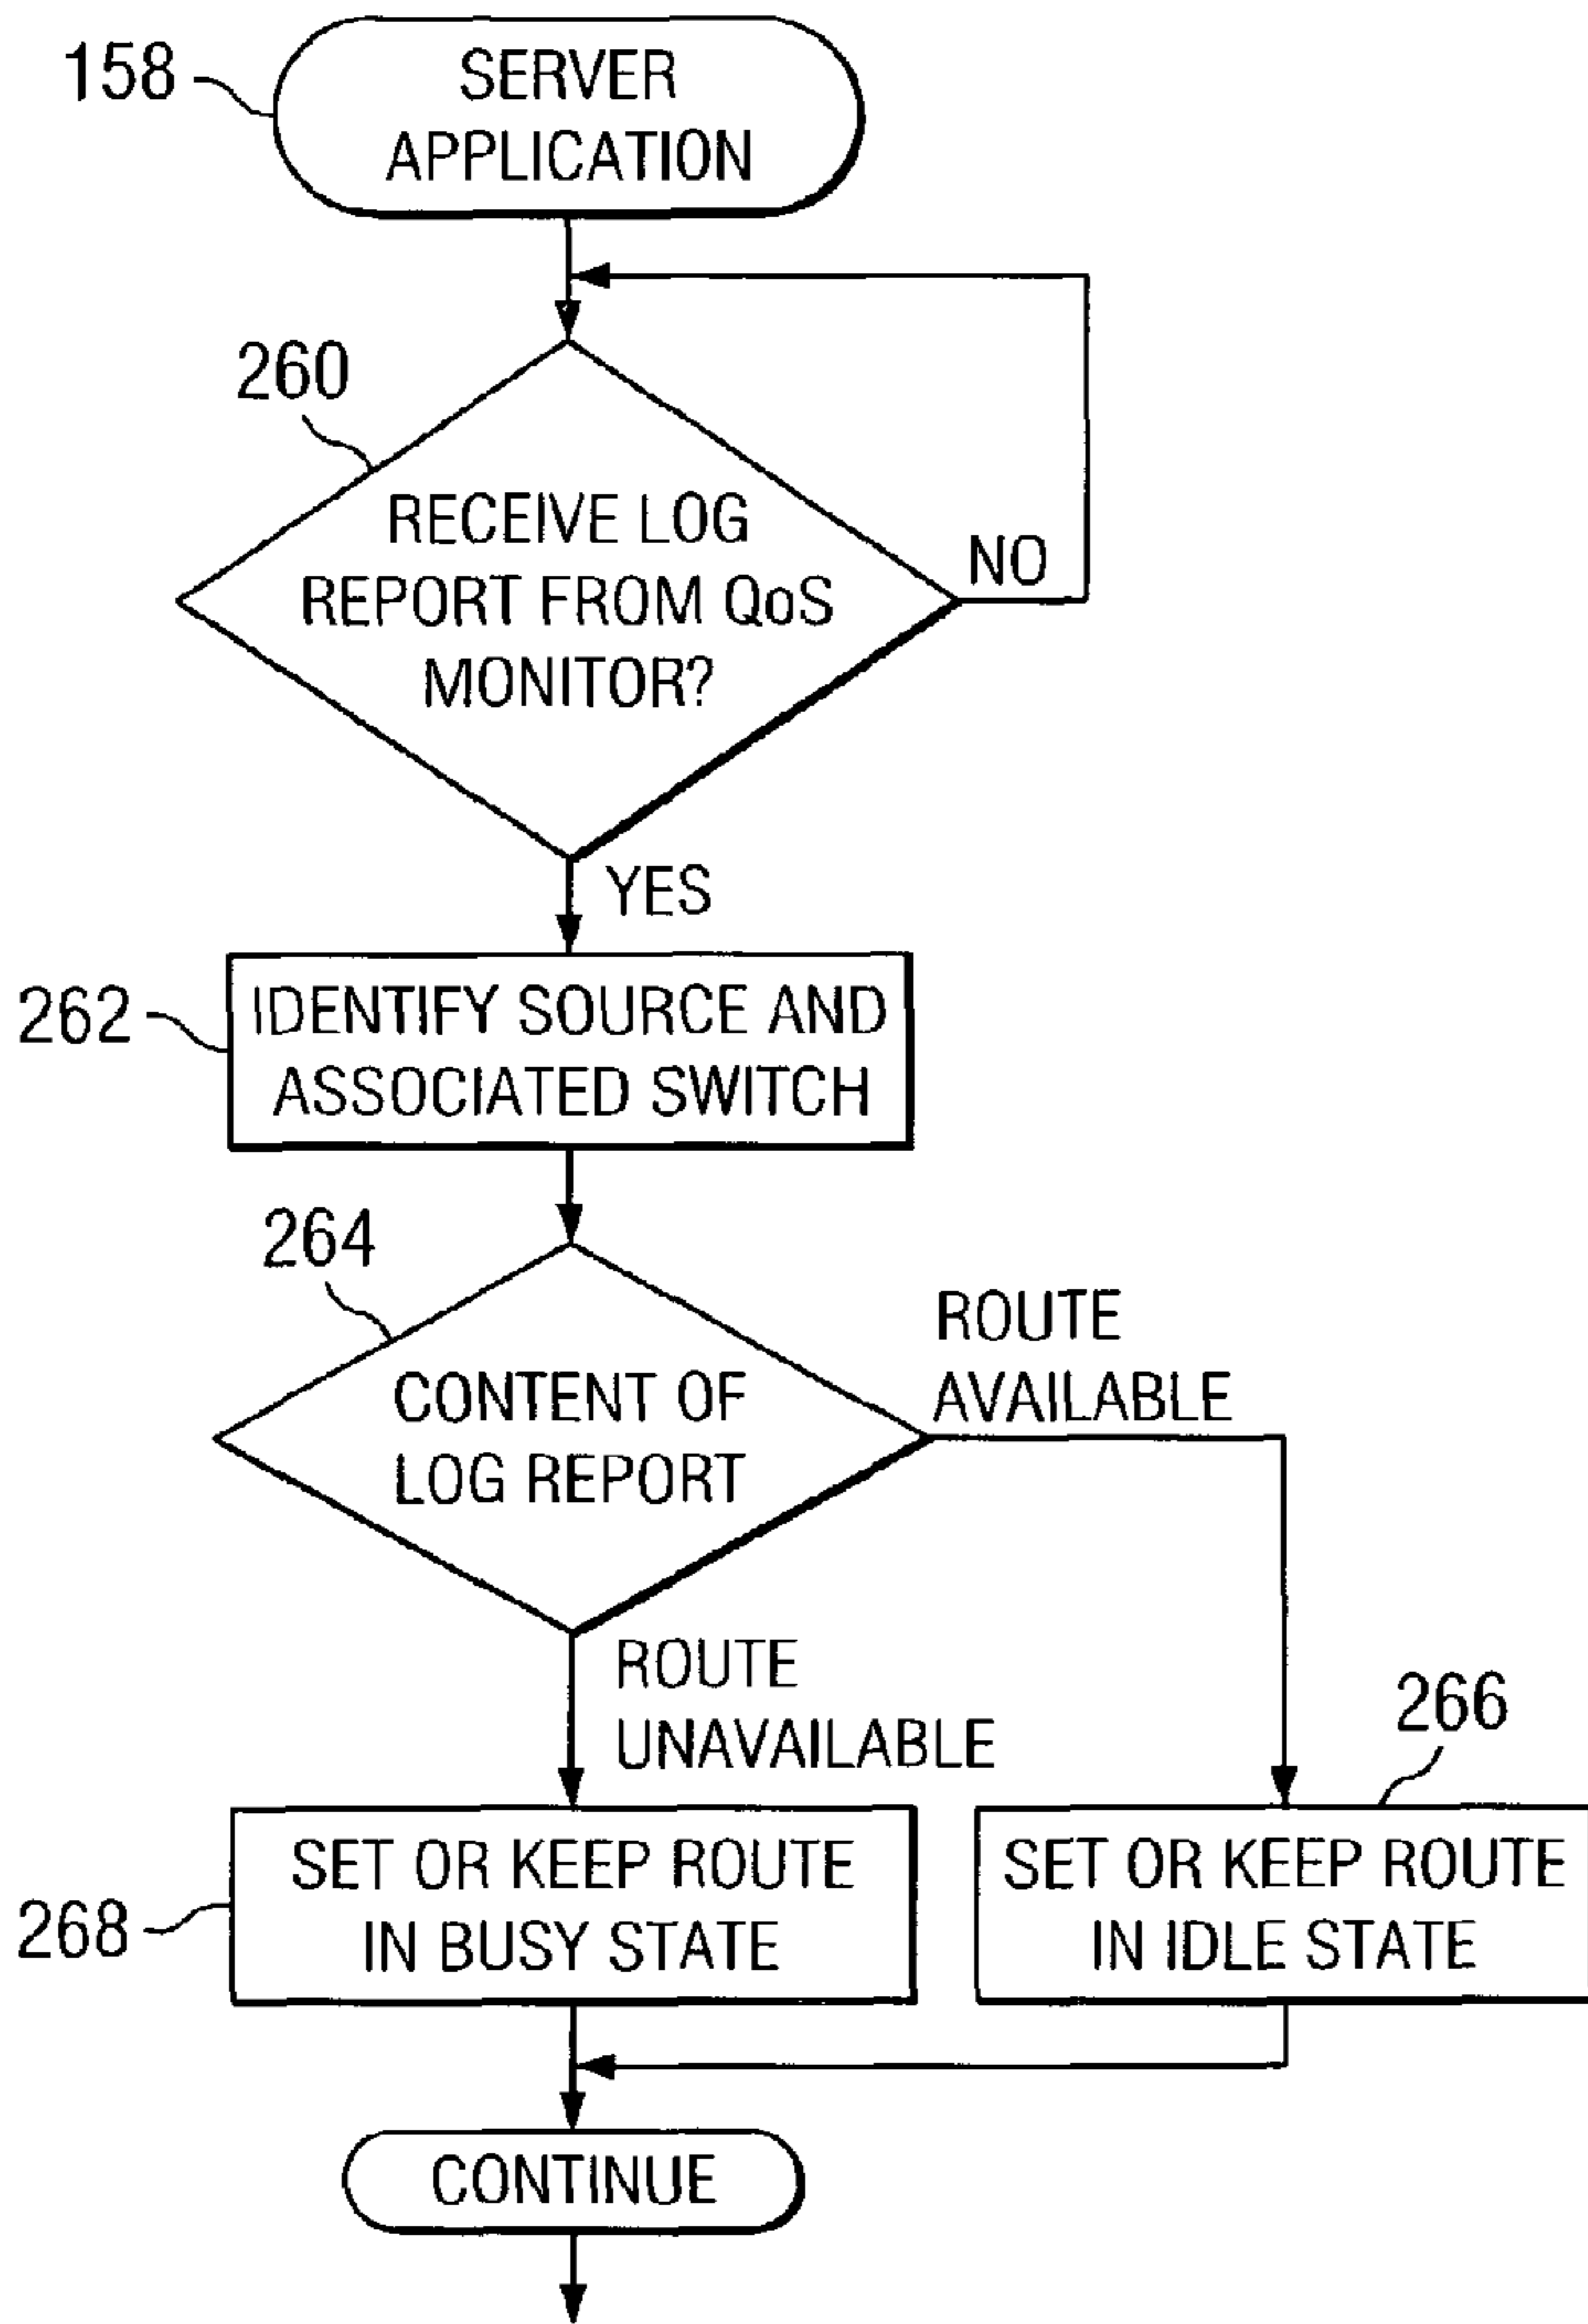 158
SERVER
APPLICATION
260
RECEIVE LOG
REPORT FROM QoS
MONITOR?
NO
YES
262
IDENTIFY SOURCE AND
ASSOCIATED SWITCH
264
CONTENT OF
LOG REPORT
ROUTE
AVAILABLE
ROUTE
UNAVAILABLE
266
268
SET OR KEEP ROUTE
IN BUSY STATE
SET OR KEEP ROUTE
IN IDLE STATE
CONTINUE